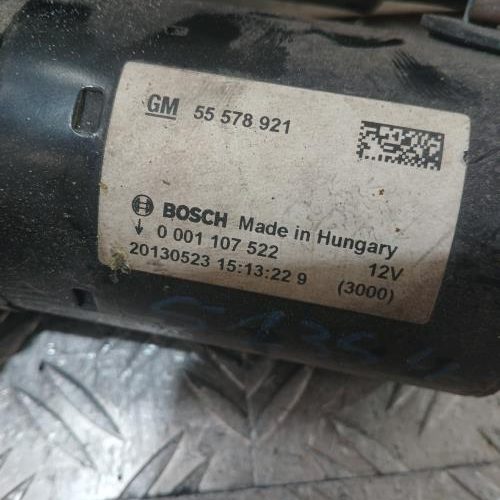 GM 55 578 921
BOSCH Made in Hungary
0 001 107 522 12V
20130523 15:13:22 9 (3000)